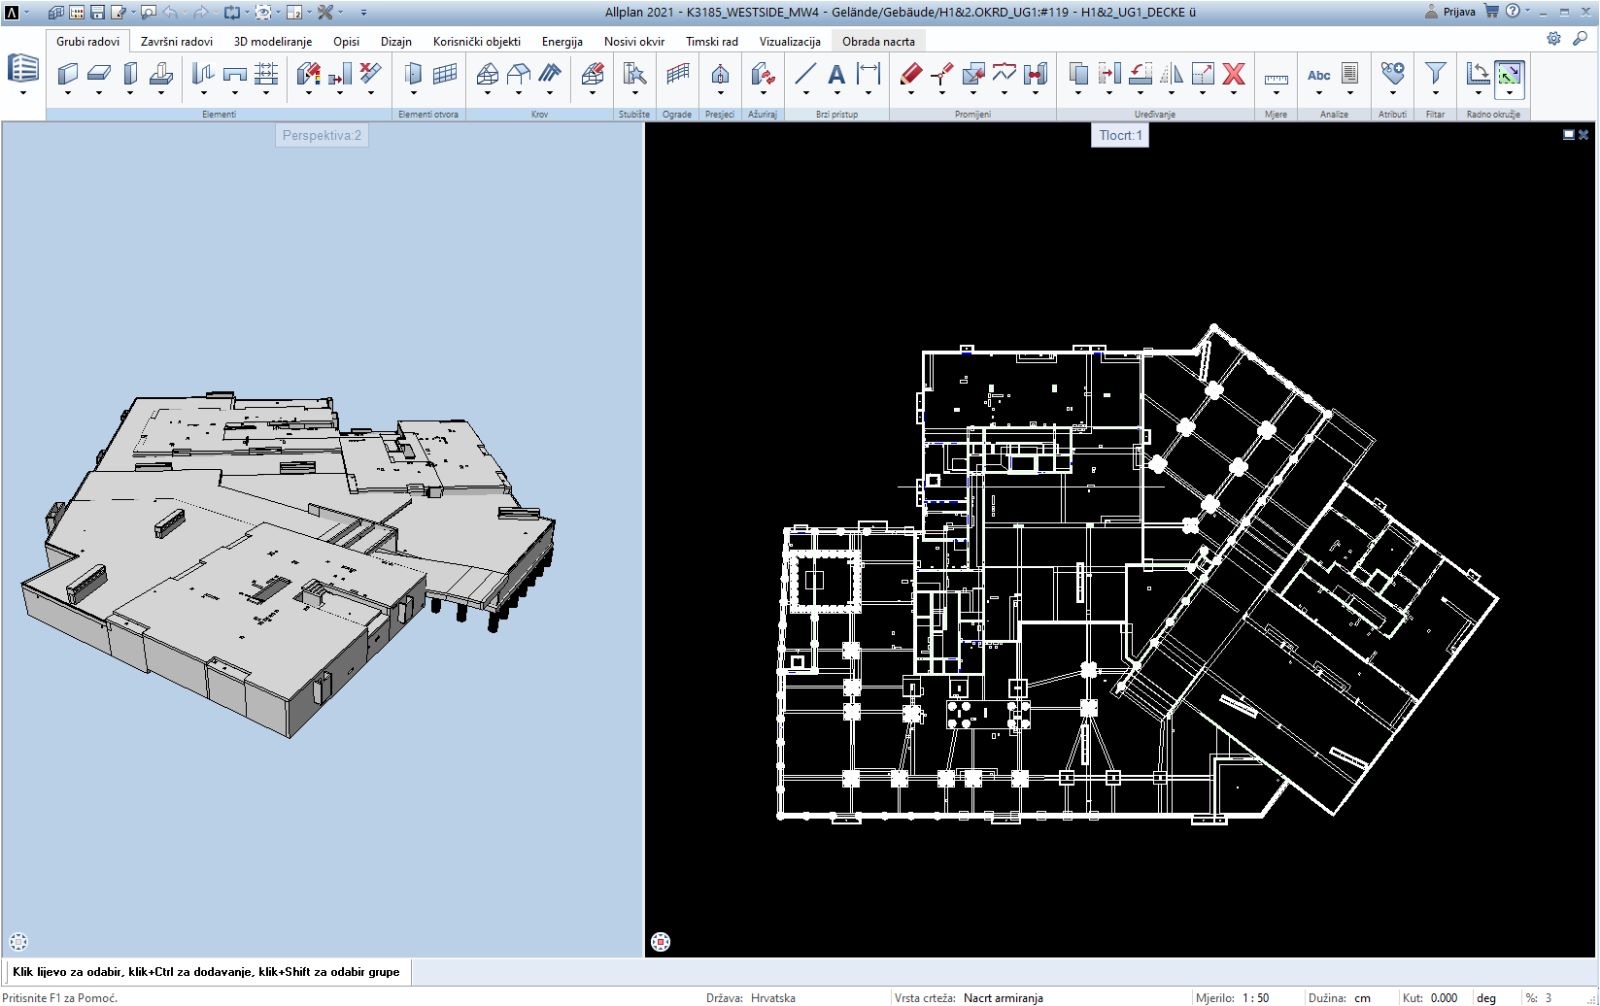 Allplan 2021 - K3185_WESTSIDE_MW4 - Gelände/Gebäude/H1&2.OKRD_UG1:#119 - H1&2_UG1_DECKE ü
Prijava
Grubi radovi Završni radovi 3D modeliranje Opisi Dizajn Korisnički objekti Energija Nosivi okvir Timski rad Vizualizacija Obrada nacrta
Abc
Elementi Elementi otvora Krov Stubište Ograde Presjeci Ažuriraj Brzi pristup Promijeni Uređivanje Mjere Analize Atributi Filtar Radno okružje
Perspektiva:2
Tlocrt:1
Klik lijevo za odabir, klik+Ctrl za dodavanje, klik+Shift za odabir grupe
Pritisnite F1 za Pomoć. Država: Hrvatska Vrsta crteža: Nacrt armiranja Mjerilo: 1 : 50 Dužina: cm Kut: 0.000 deg %: 3